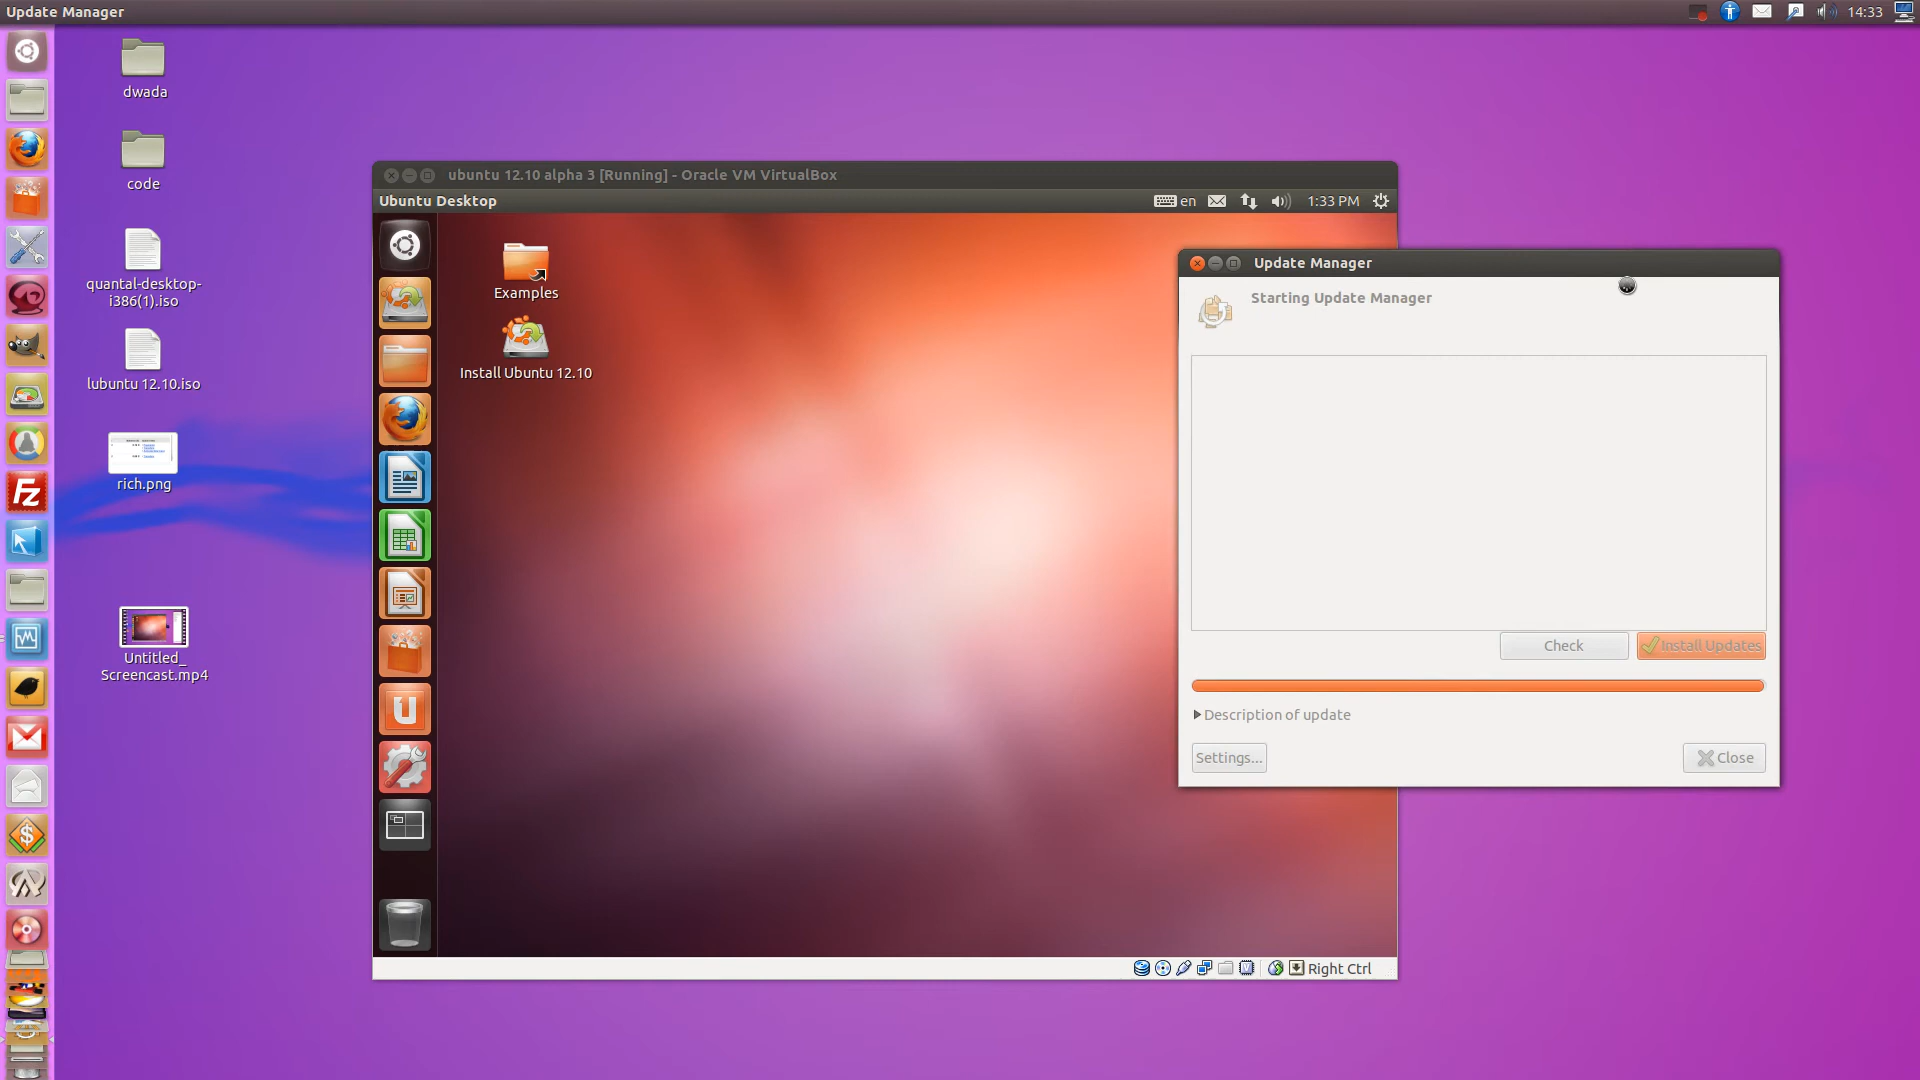 Update Manager
14:33
dwada
code
quantal-desktop-
i386(1).iso
lubuntu 12.10.iso
rich.png
Untitled_
Screencast.mp4
ubuntu 12.10 alpha 3 [Running] - Oracle VM VirtualBox
Ubuntu Desktop
en
1:33 PM
Examples
Install Ubuntu 12.10
Right Ctrl
Update Manager
Starting Update Manager
Check
Install Updates
Description of update
Settings...
Close